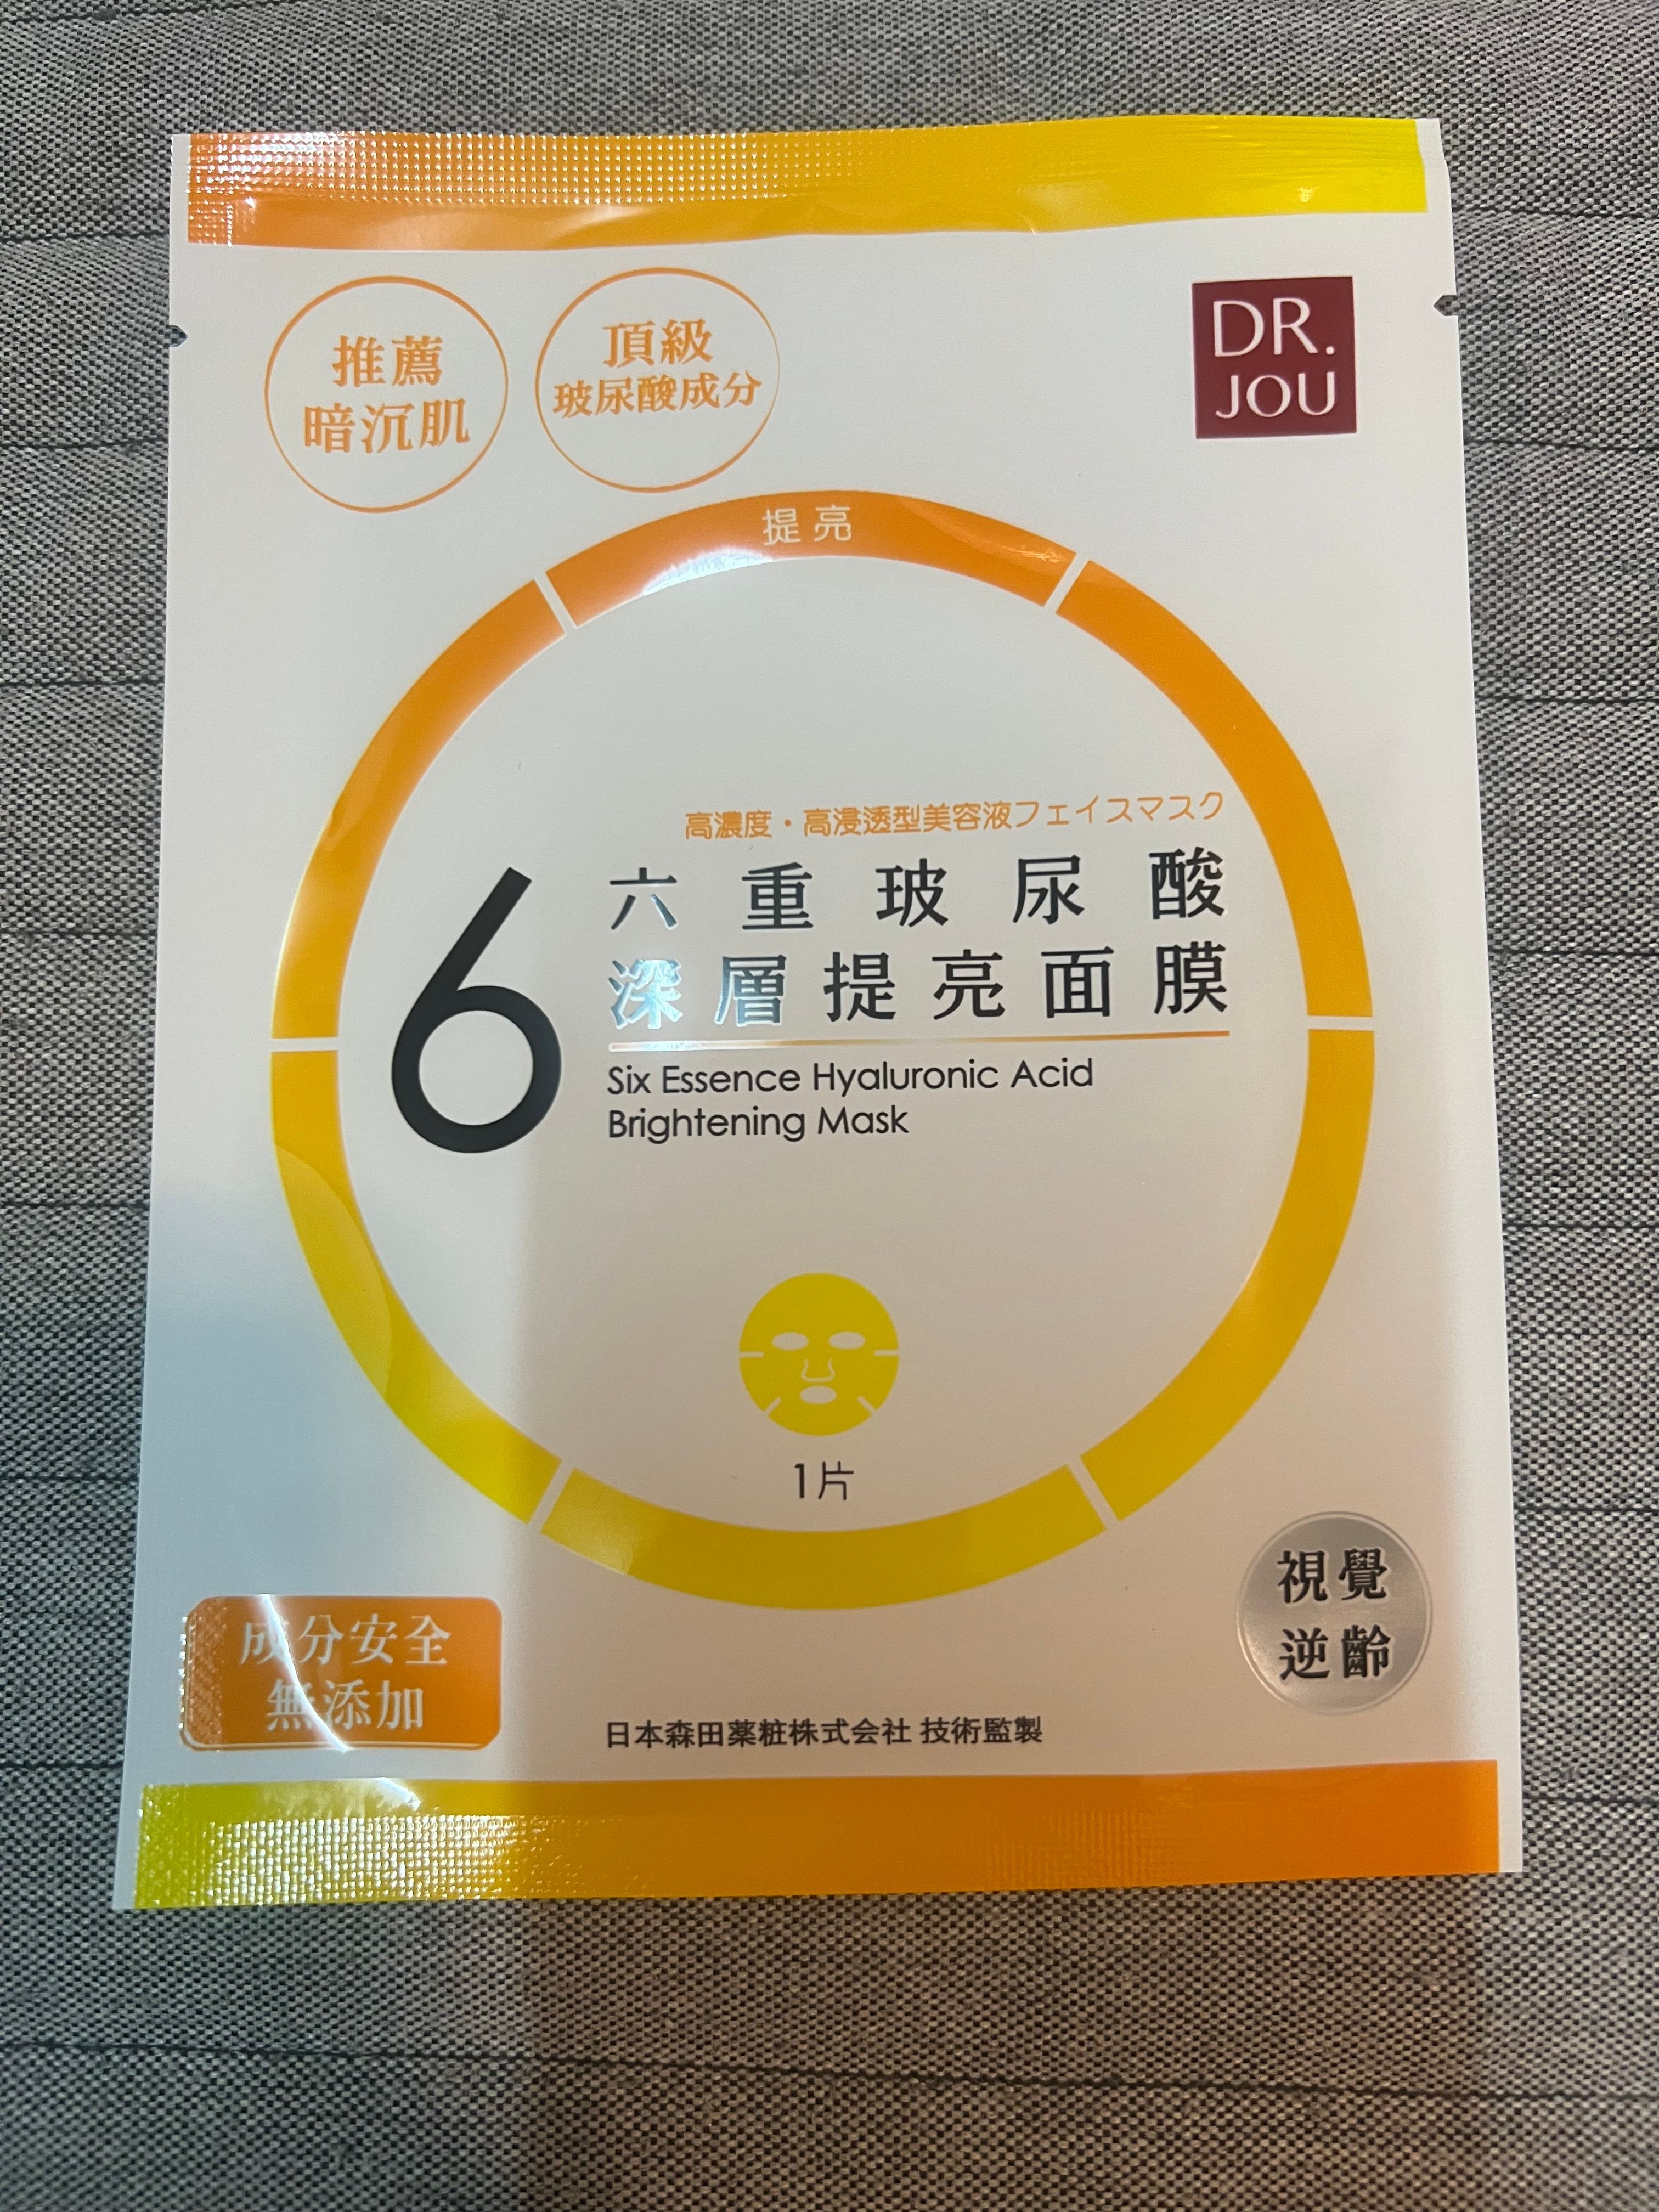 推薦
暗沉肌
頂級
玻尿酸成分
DR.
JOU
提亮
高濃度・高浸透型美容液フェイスマスク
6
六重玻尿酸
深層提亮面膜
Six Essence Hyaluronic Acid
Brightening Mask
1片
成分安全
無添加
視覺
逆齡
日本森田薬粧株式会社 技術監製